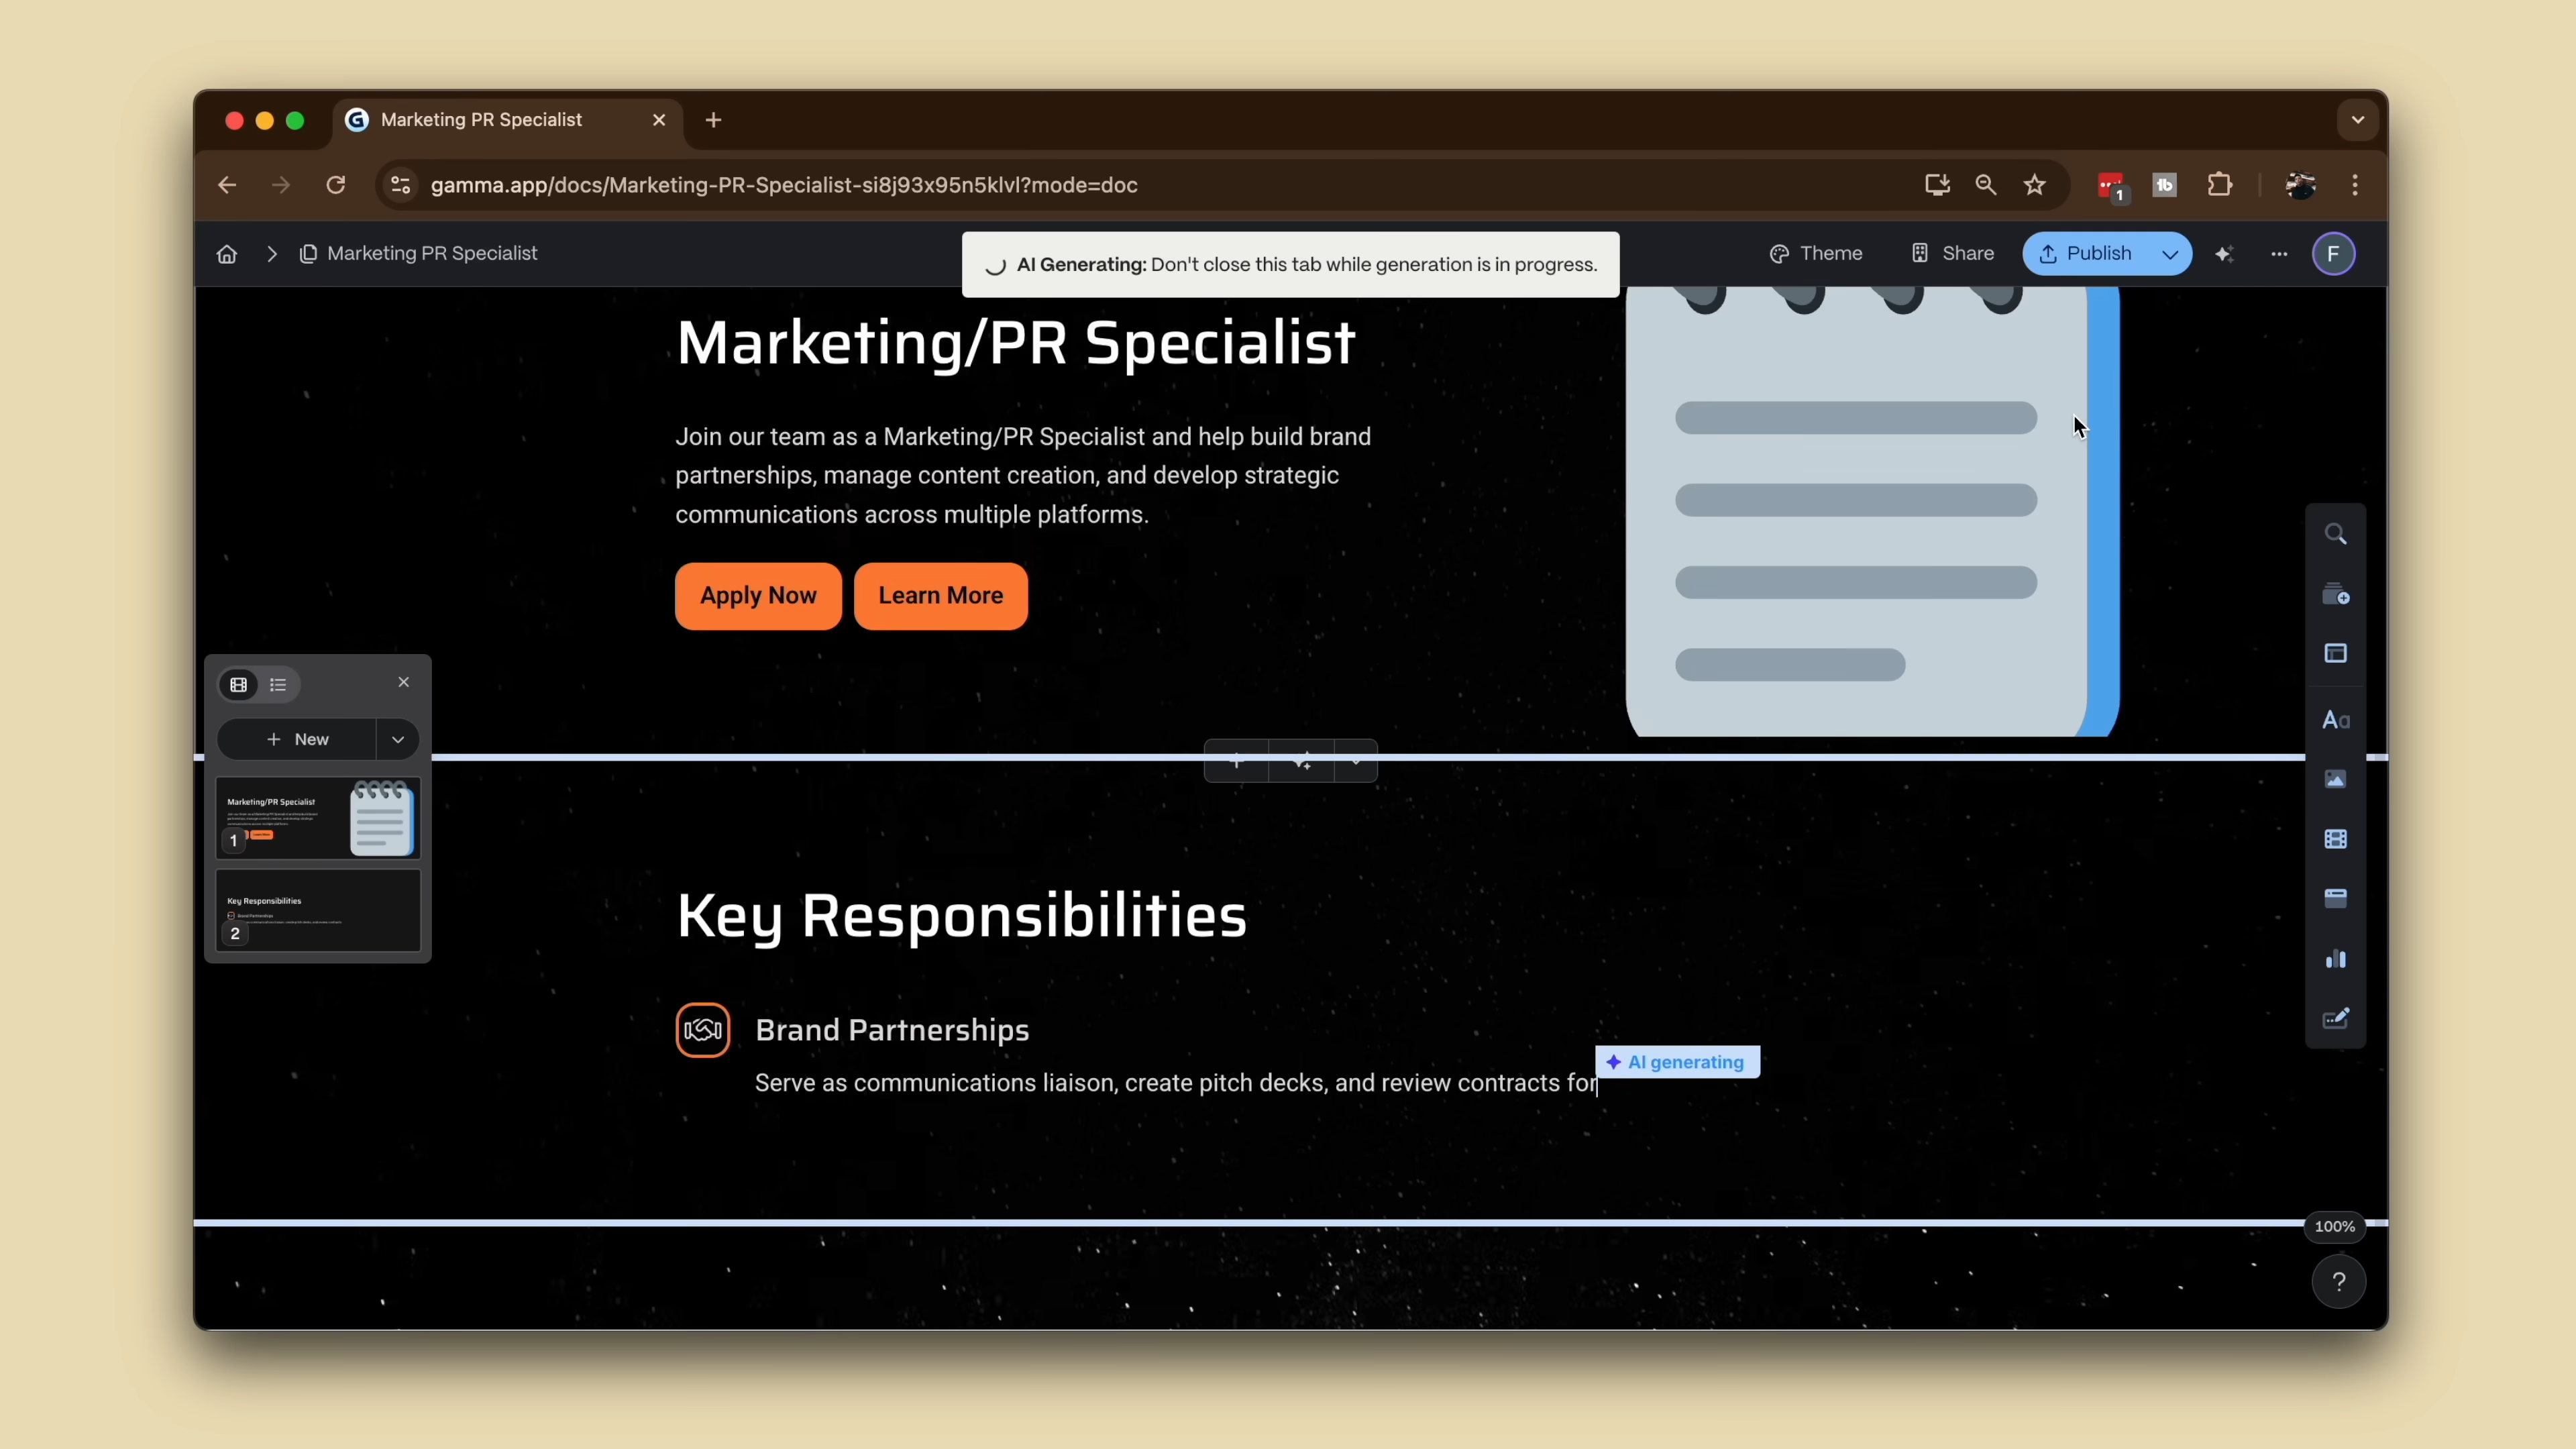 Marketing PR Specialist
gamma.app/docs/Marketing-PR-Specialist-si8j93x95n5klvl?mode=doc
1
Marketing PR Specialist
AI Generating: Don't close this tab while generation is in progress.
Theme
Share
Publish
F
Marketing/PR Specialist
Join our team as a Marketing/PR Specialist and help build brand
partnerships, manage content creation, and develop strategic
communications across multiple platforms.
Apply Now
Learn More
Aa
New
Marketing/PR Specialist
1
Key Responsibilities
Brand Partnerships
2
Key Responsibilities
Brand Partnerships
AI generating
Serve as communications liaison, create pitch decks, and review contracts for
100%
?